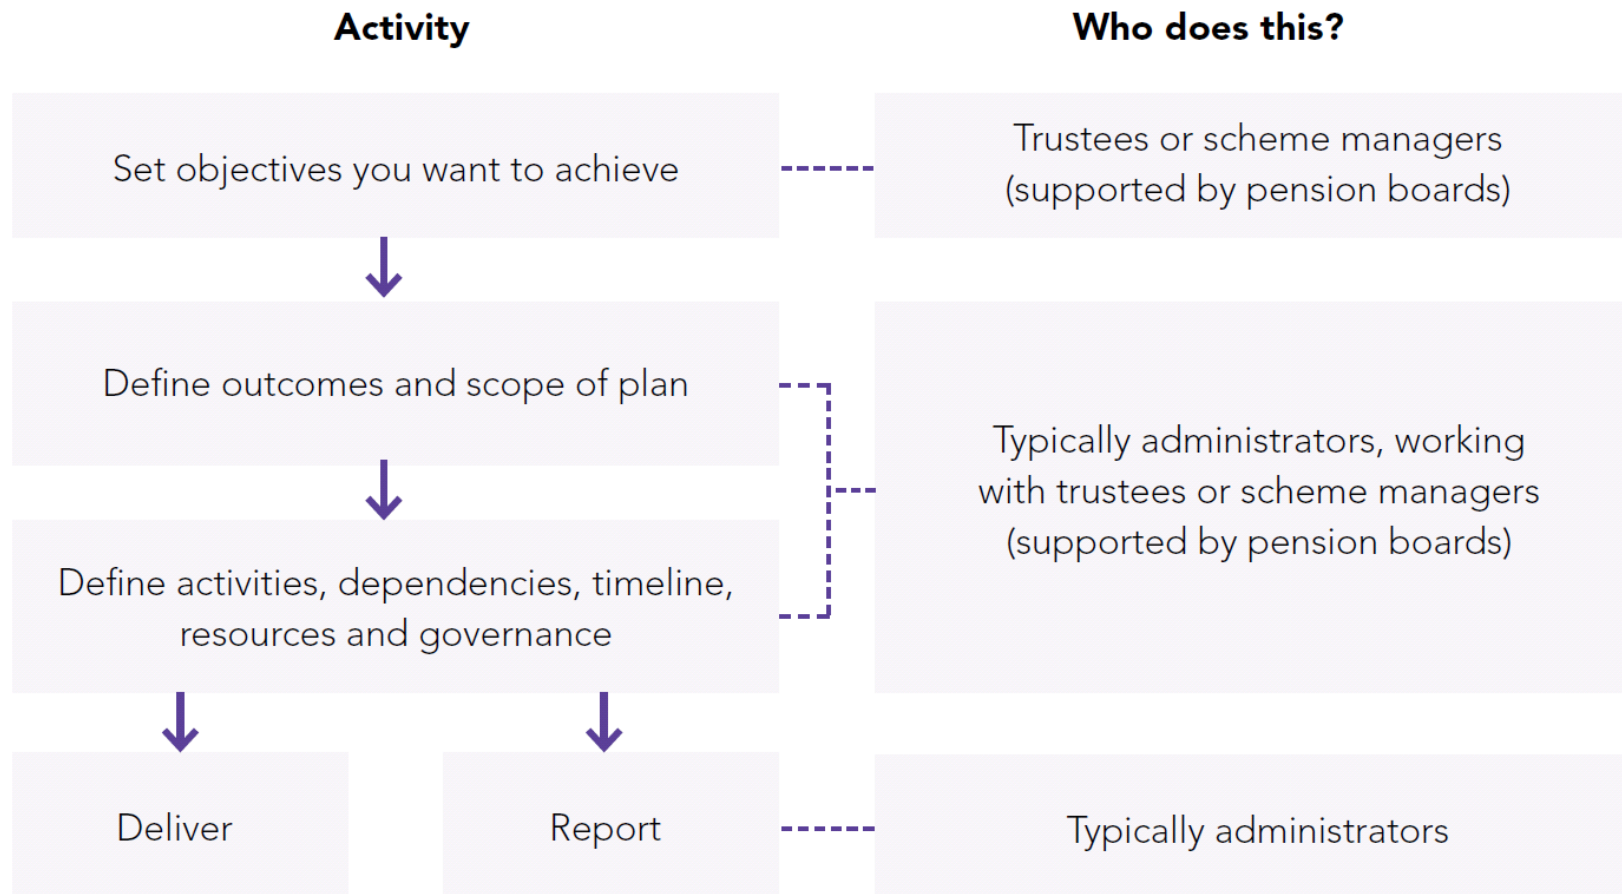 Activity
Who does this?
Set objectives you want to achieve
Trustees or scheme managers
(supported by pension boards)
Define outcomes and scope of plan
Typically administrators, working
with trustees or scheme managers
(supported by pension boards)
Define activities, dependencies, timeline,
resources and governance
Deliver
Report
Typically administrators